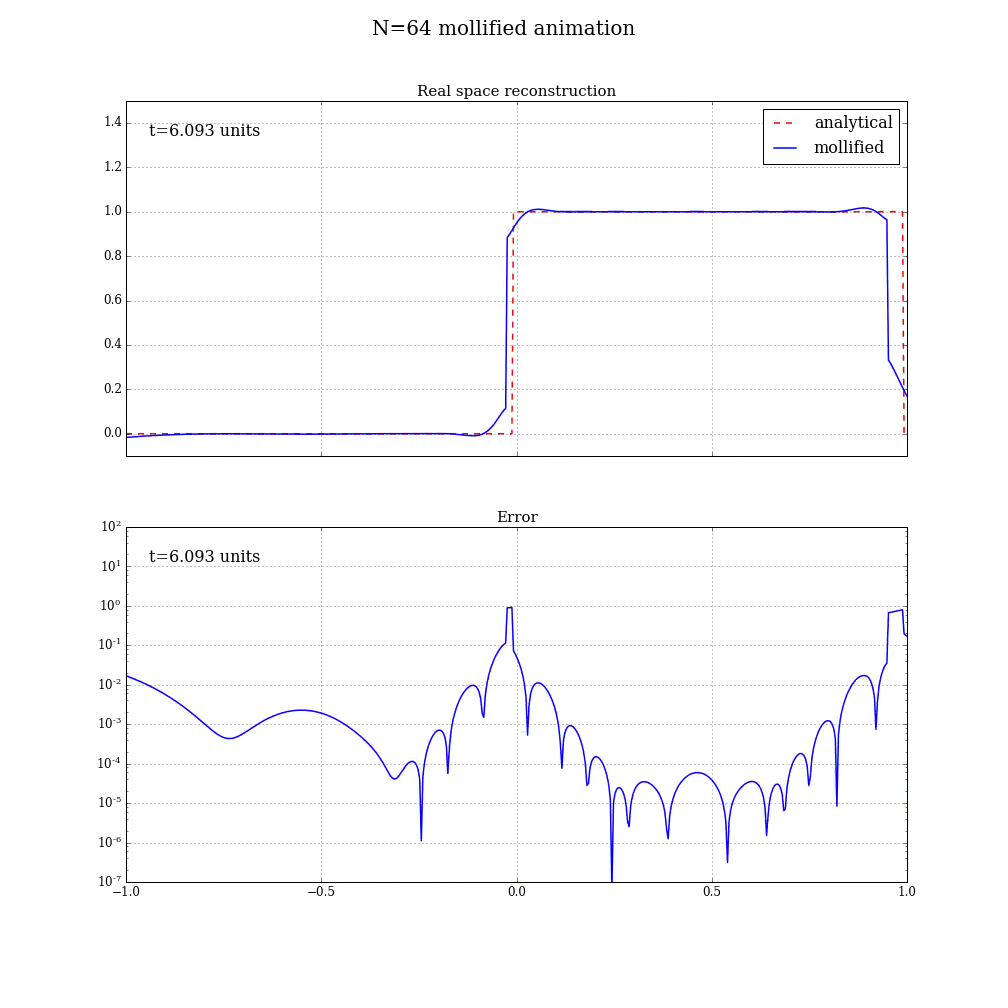 N=64 mollified animation
Real space reconstruction
t=6.093 units
analytical
mollified
1.4
1.2
1.0
0.8
0.6
0.4
0.2
0.0
Error
t=6.093 units
10²
10¹
10⁰
10⁻¹
10⁻²
10⁻³
10⁻⁴
10⁻⁵
10⁻⁶
10⁻⁷
−1.0 −0.5 0.0 0.5 1.0